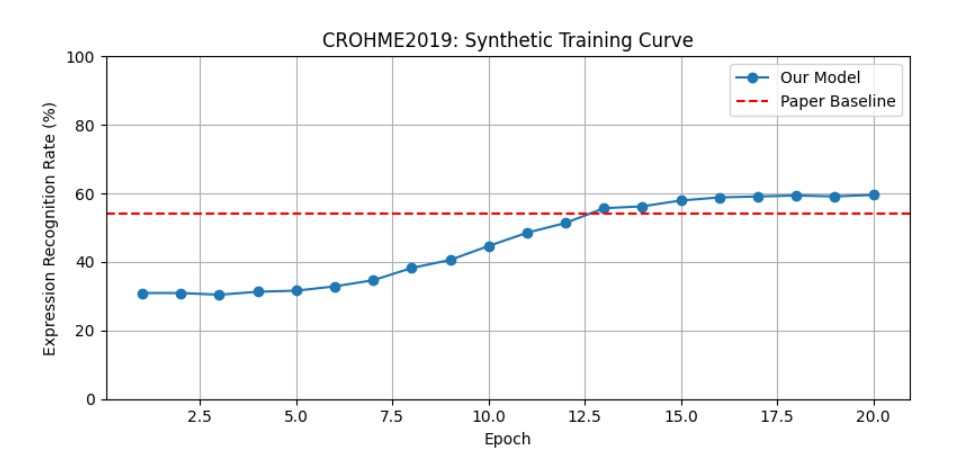 CROHME2019: Synthetic Training Curve
Our Model
Paper Baseline
Expression Recognition Rate (%)
100
80
60
40
20
0
2.5 5.0 7.5 10.0 12.5 15.0 17.5 20.0
Epoch